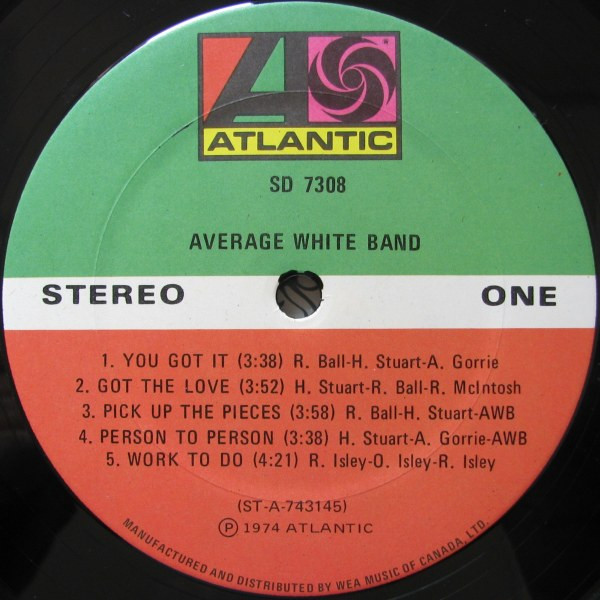 ATLANTIC
SD 7308
AVERAGE WHITE BAND
STEREO ONE
1. YOU GOT IT (3:38) R. Ball-H. Stuart-A. Gorrie
2. GOT THE LOVE (3:52) H. Stuart-R. Ball-R. McIntosh
3. PICK UP THE PIECES (3:58) R. Ball-H. Stuart-AWB
4. PERSON TO PERSON (3:38) H. Stuart-A. Gorrie-AWB
5. WORK TO DO (4:21) R. Isley-O. Isley-R. Isley
(ST-A-743145)
Ⓟ 1974 ATLANTIC
MANUFACTURED AND DISTRIBUTED BY WEA MUSIC OF CANADA, LTD.